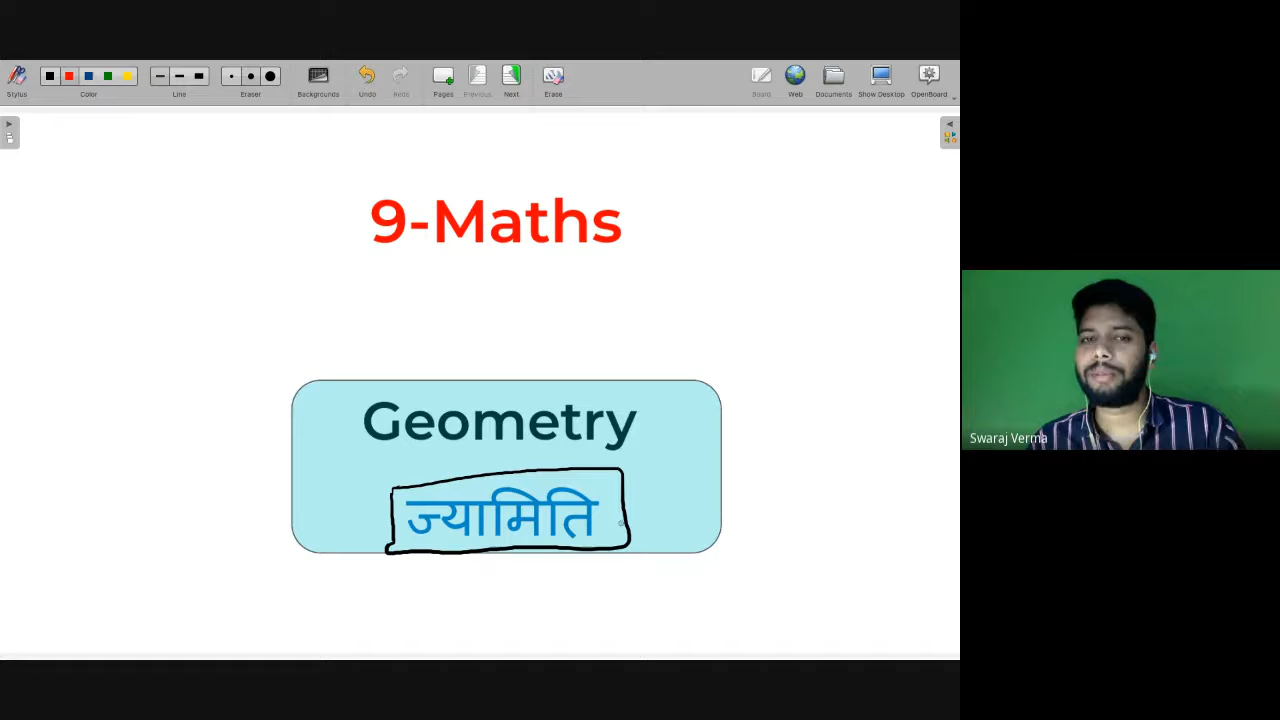 Stylus
Color
Line
Eraser
Backgrounds
Undo
Redo
Pages
Previous
Next
Erase
Board
Web
Documents
Show Desktop
OpenBoard
9-Maths
Geometry
ज्यामिति
Swaraj Verma